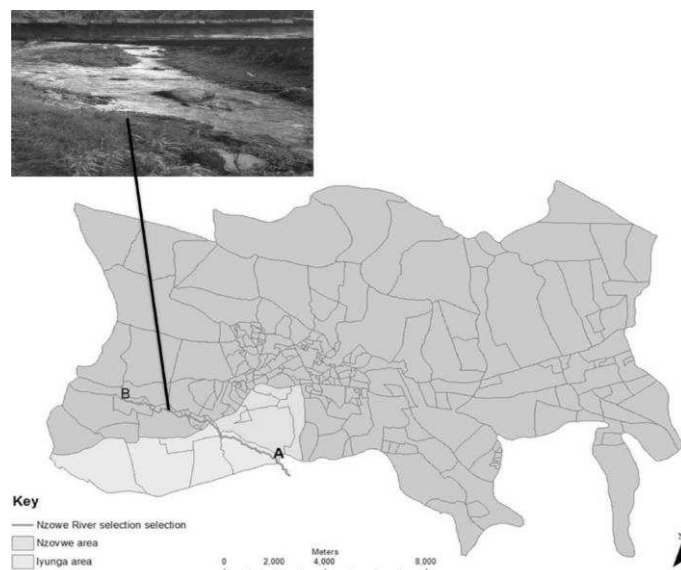 B
A
Key
Nzowe River selection selection
Nzovwe area
Iyunga area
Meters
0 2,000 4,000 8,000
N